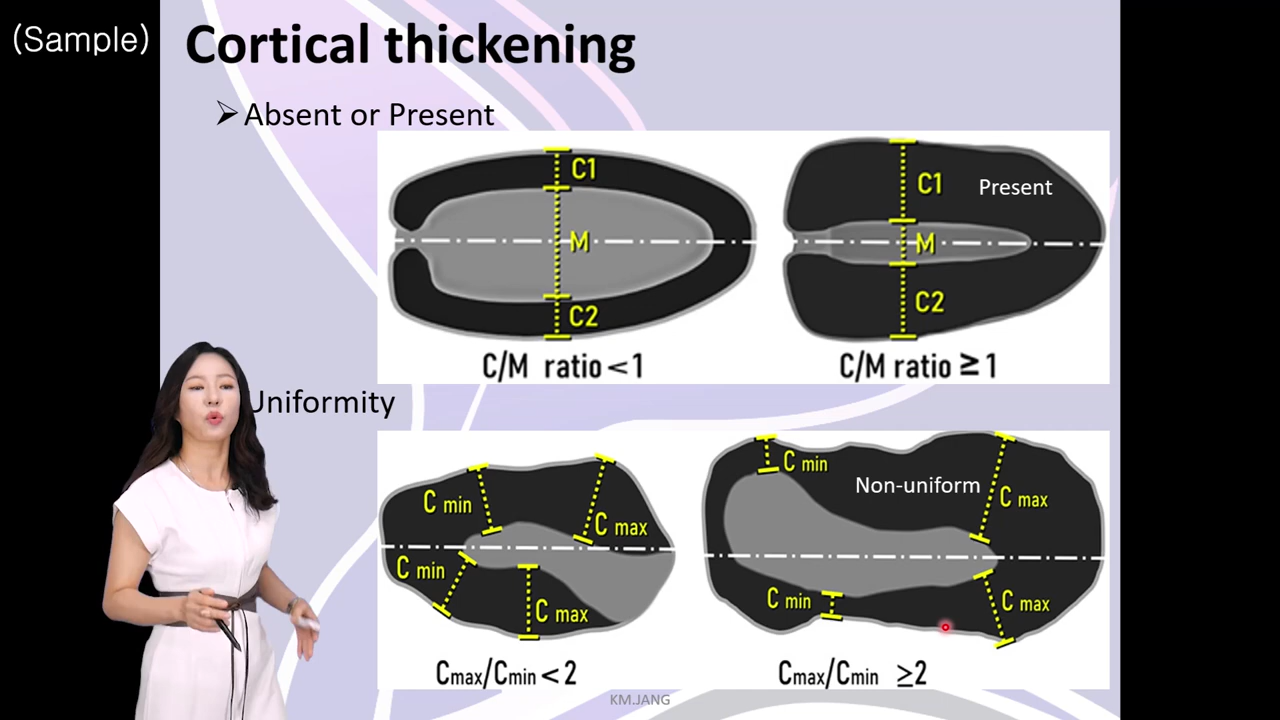 (Sample)
Cortical thickening
➢ Absent or Present
C1
M
C2
C/M ratio < 1
C1
Present
M
C2
C/M ratio ≥ 1
Uniformity
C min
C max
C min
C max
Cmax/Cmin < 2
C min
Non-uniform
C max
C min
C max
Cmax/Cmin ≥2
KM.JANG